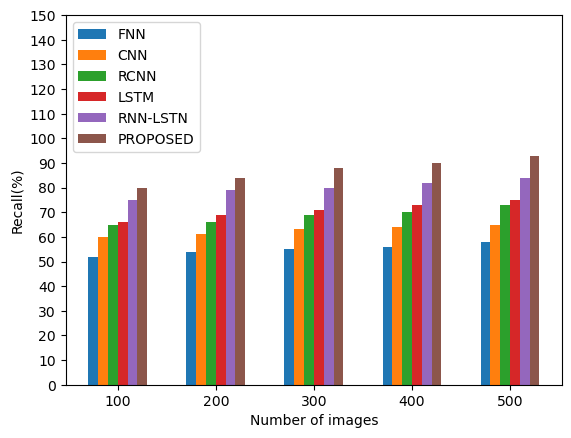 150
140
130
120
110
100
90
80
70
60
50
40
30
20
10
0
Recall(%)
FNN
CNN
RCNN
LSTM
RNN-LSTN
PROPOSED
100 200 300 400 500
Number of images